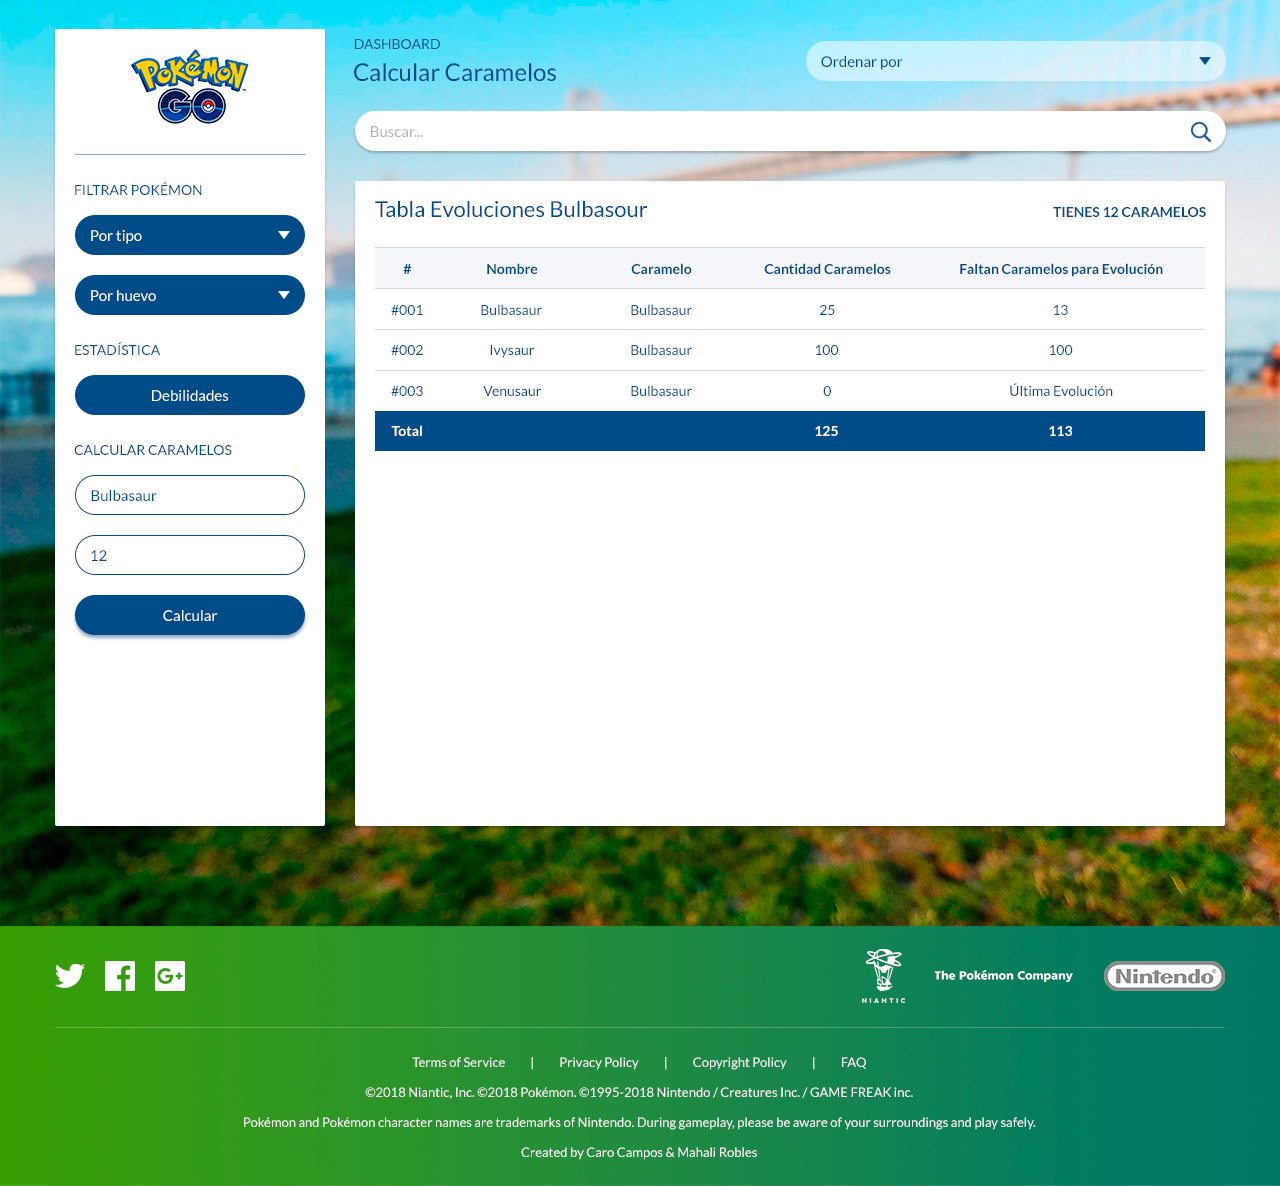 POKéMON
GO
FILTRAR POKÉMON
Por tipo
Por huevo
ESTADÍSTICA
Debilidades
CALCULAR CARAMELOS
Bulbasaur
12
Calcular
DASHBOARD
Calcular Caramelos
Ordenar por
Buscar...
Tabla Evoluciones Bulbasour
TIENES 12 CARAMELOS
# Nombre Caramelo Cantidad Caramelos Faltan Caramelos para Evolución
#001 Bulbasaur Bulbasaur 25 13
#002 Ivysaur Bulbasaur 100 100
#003 Venusaur Bulbasaur 0 Última Evolución
Total 125 113
G+
NIANTIC
The Pokémon Company
Nintendo®
Terms of Service | Privacy Policy | Copyright Policy | FAQ
©2018 Niantic, Inc. ©2018 Pokémon. ©1995-2018 Nintendo / Creatures Inc. / GAME FREAK inc.
Pokémon and Pokémon character names are trademarks of Nintendo. During gameplay, please be aware of your surroundings and play safely.
Created by Caro Campos & Mahali Robles